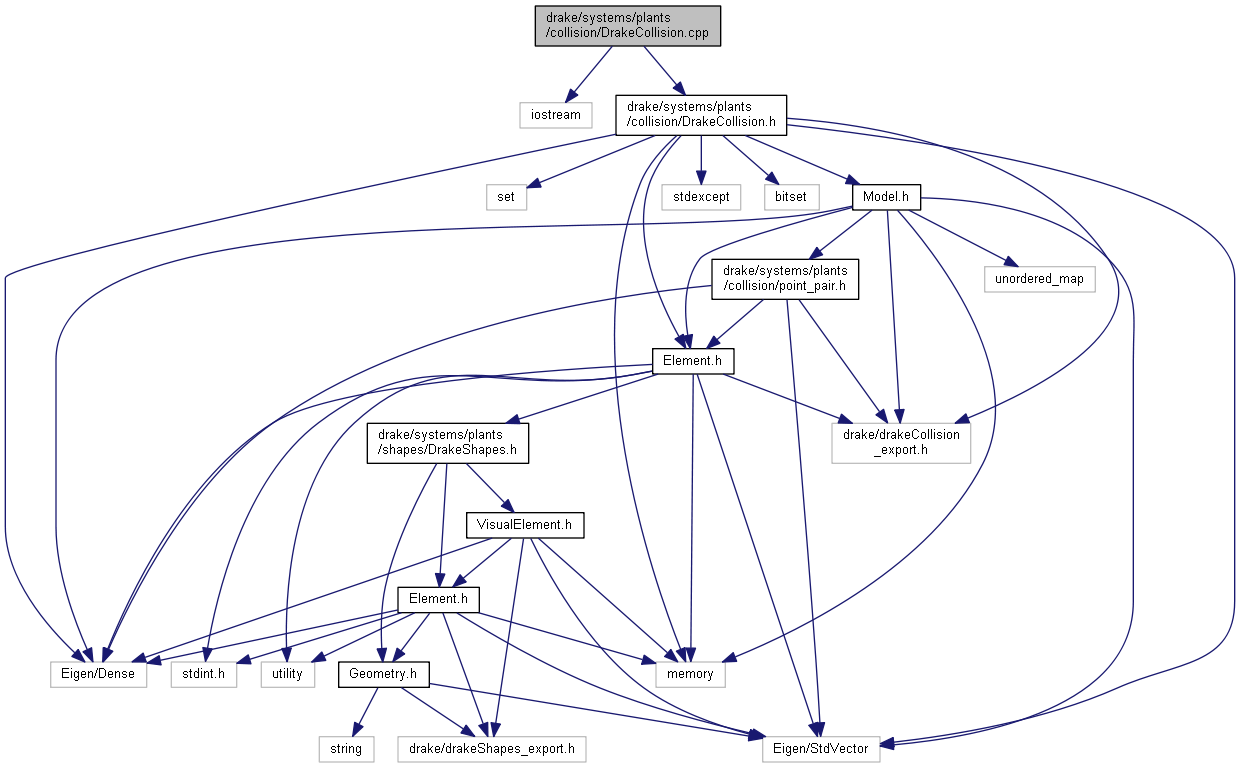 drake/systems/plants
/collision/DrakeCollision.cpp
iostream
drake/systems/plants
/collision/DrakeCollision.h
set
stdexcept
bitset
Model.h
drake/systems/plants
/collision/point_pair.h
unordered_map
Element.h
drake/systems/plants
/shapes/DrakeShapes.h
drake/drakeCollision
_export.h
VisualElement.h
Element.h
Eigen/Dense
stdint.h
utility
Geometry.h
memory
string
drake/drakeShapes_export.h
Eigen/StdVector